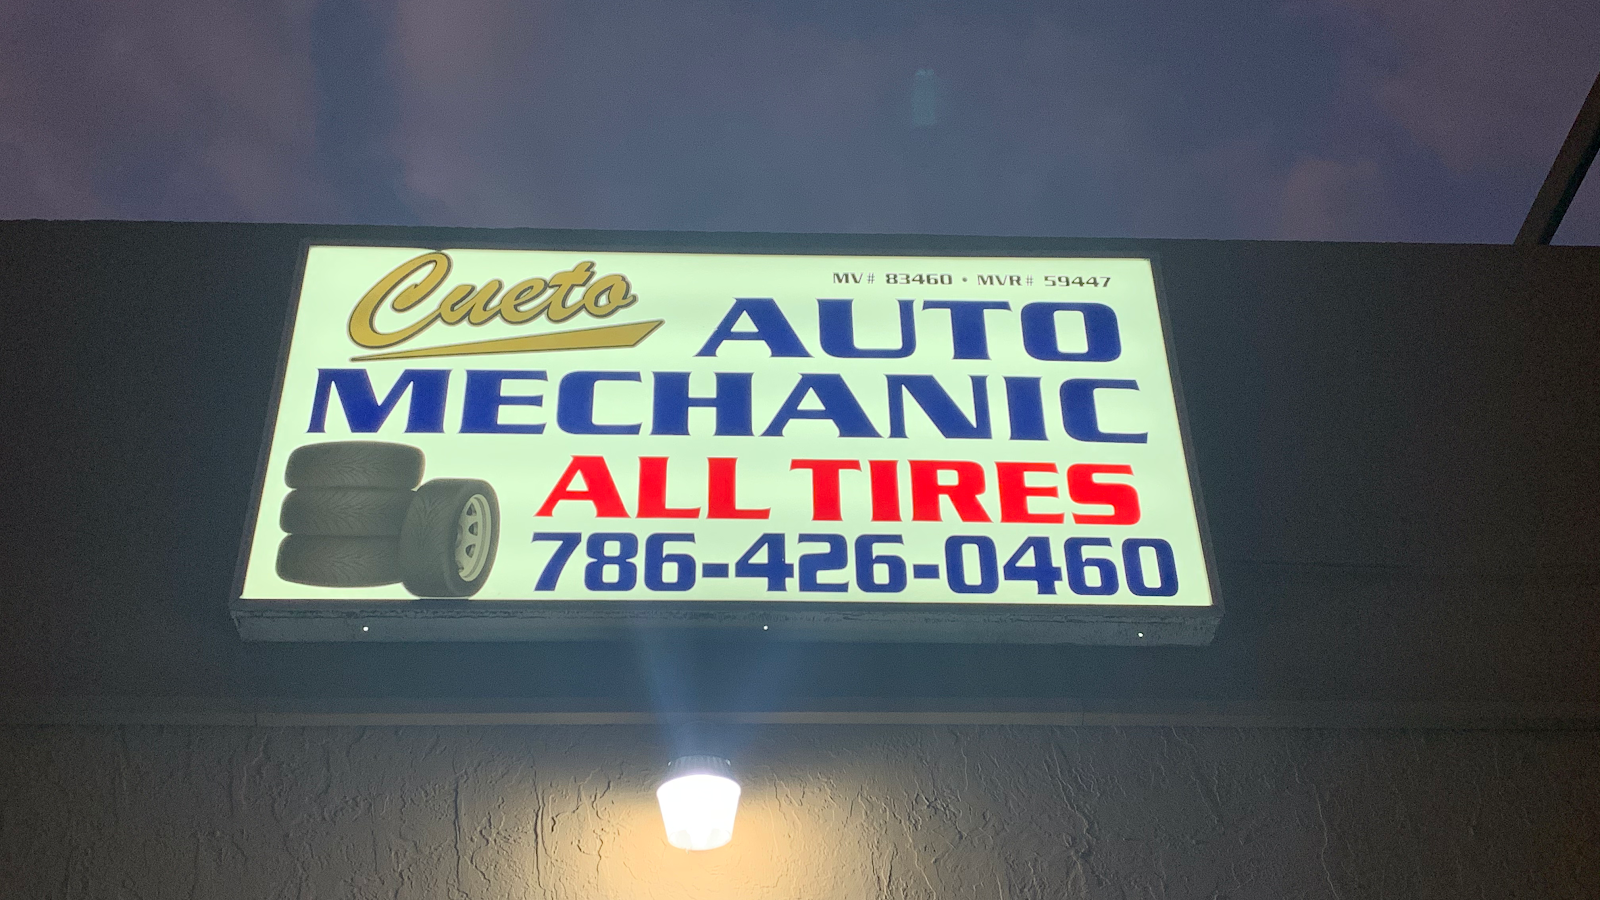 Cueto
MV# 83460 • MVR# 59447
AUTO
MECHANIC
ALL TIRES
786-426-0460